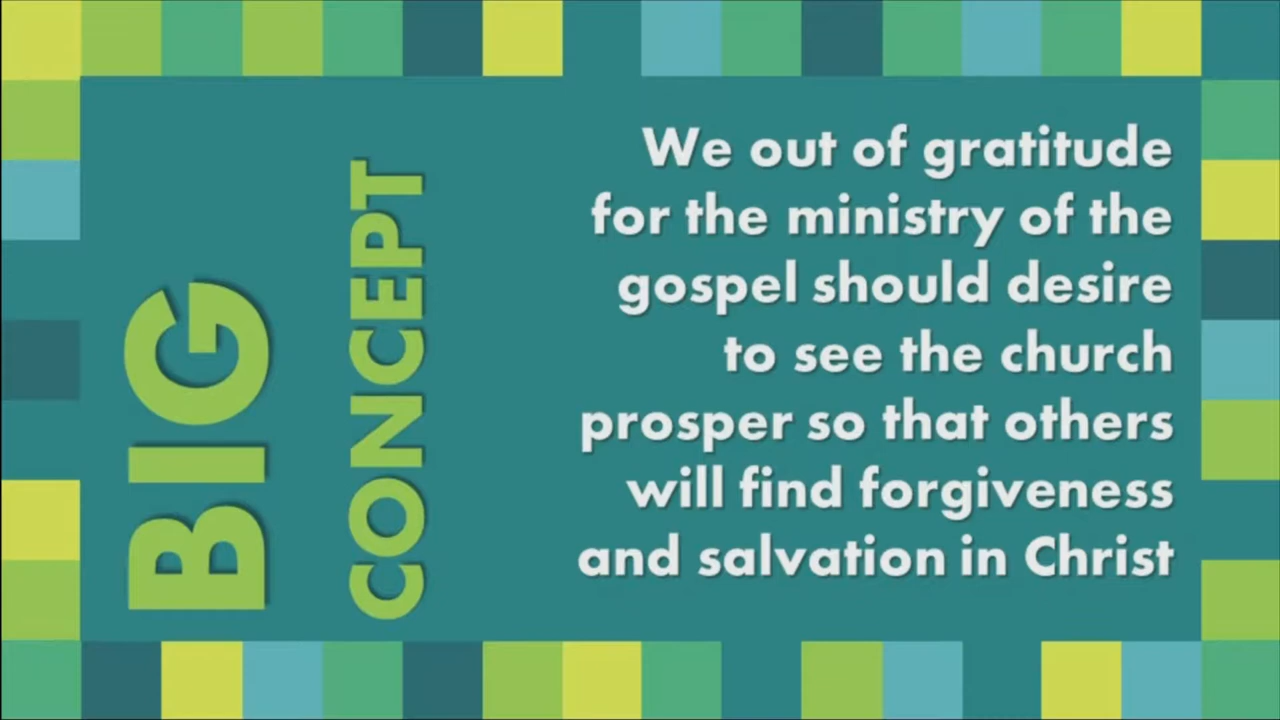 BIG
CONCEPT
We out of gratitude
for the ministry of the
gospel should desire
to see the church
prosper so that others
will find forgiveness
and salvation in Christ